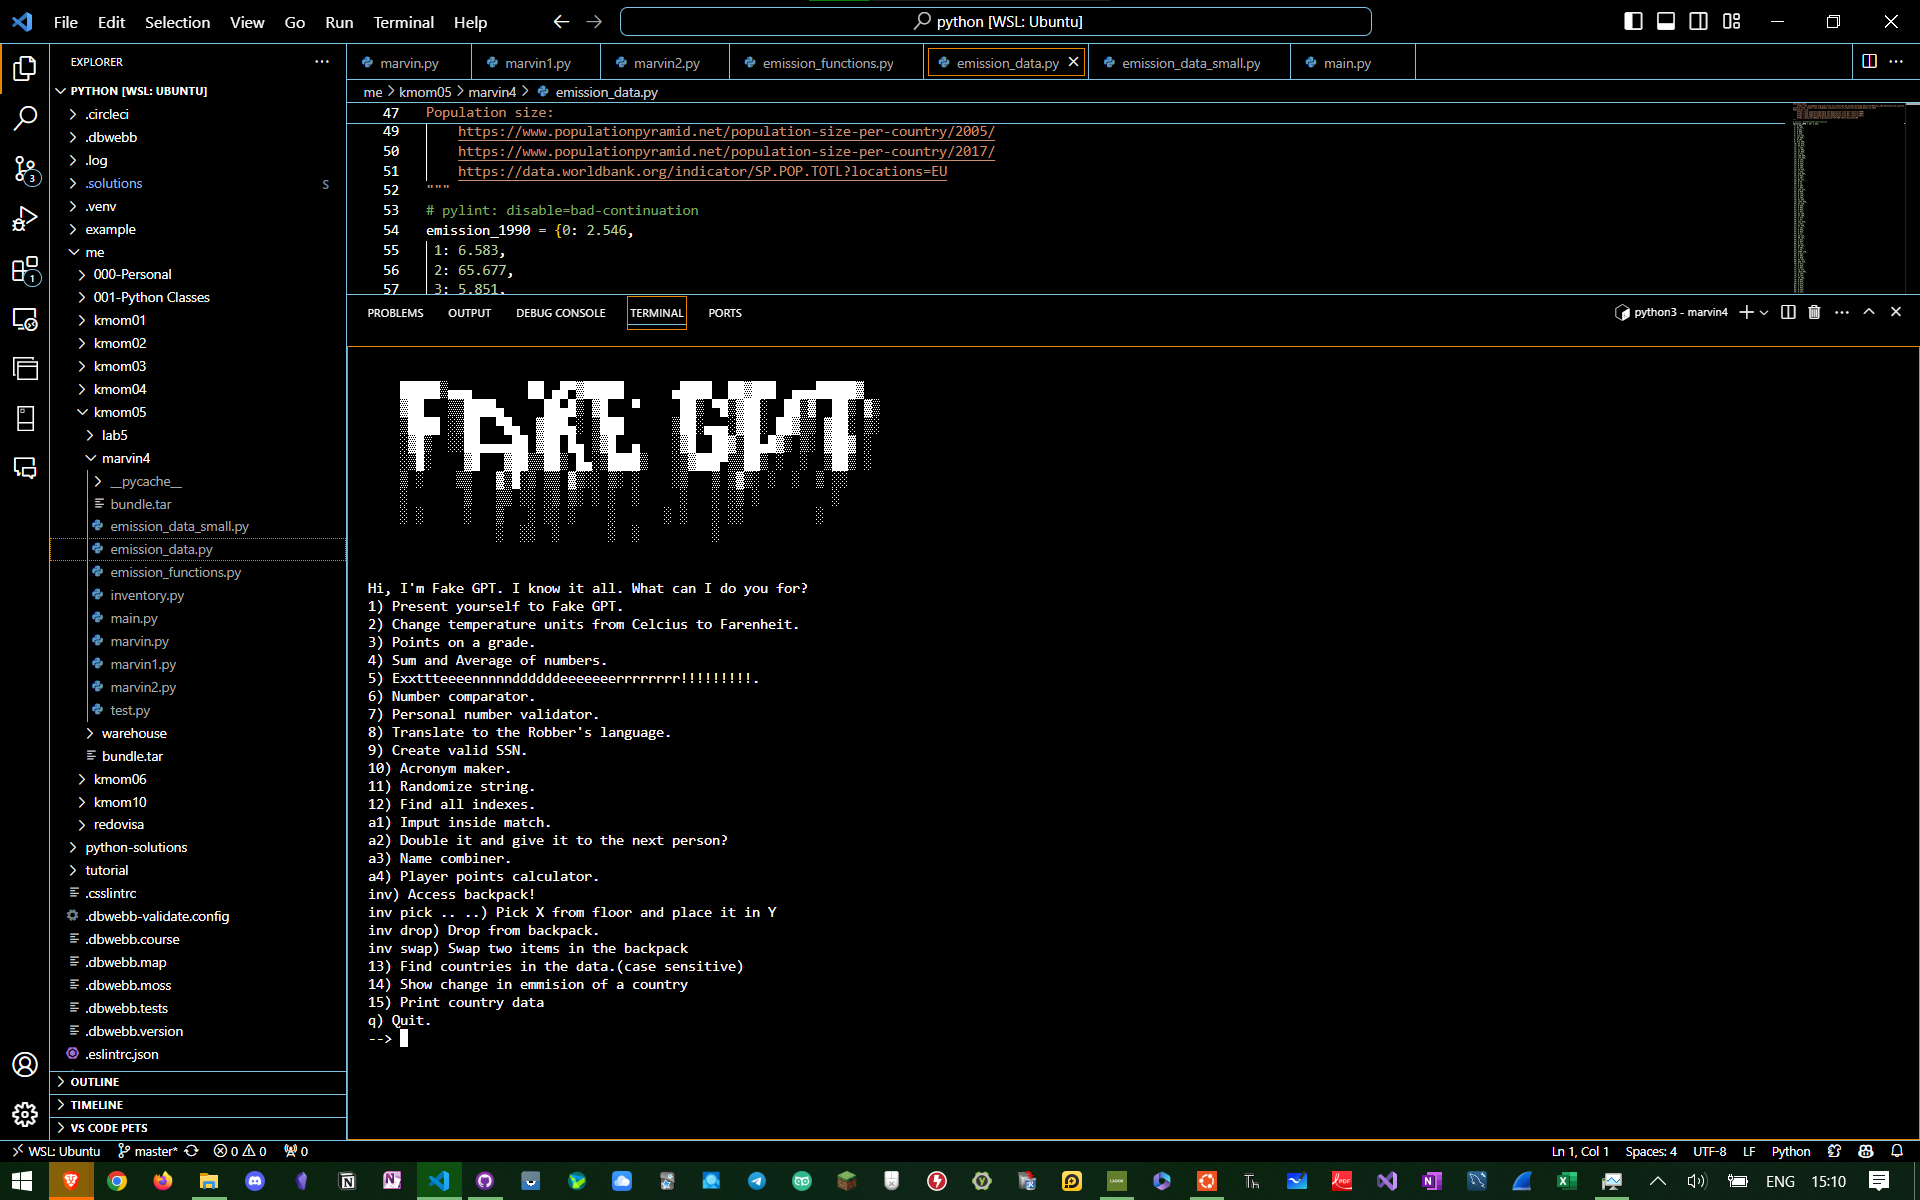 File Edit Selection View Go Run Terminal Help
python [WSL: Ubuntu]
EXPLORER
PYTHON [WSL: UBUNTU]
.circleci
.dbwebb
.log
.solutions S
.venv
example
me
000-Personal
001-Python Classes
kmom01
kmom02
kmom03
kmom04
kmom05
lab5
marvin4
__pycache__
bundle.tar
emission_data_small.py
emission_data.py
emission_functions.py
inventory.py
main.py
marvin.py
marvin1.py
marvin2.py
test.py
warehouse
bundle.tar
kmom06
kmom10
redovisa
python-solutions
tutorial
.csslintrc
.dbwebb-validate.config
.dbwebb.course
.dbwebb.map
.dbwebb.moss
.dbwebb.tests
.dbwebb.version
.eslintrc.json
OUTLINE
TIMELINE
VS CODE PETS
3
1
marvin.py marvin1.py marvin2.py emission_functions.py emission_data.py emission_data_small.py main.py
me > kmom05 > marvin4 > emission_data.py
47 Population size:
49 https://www.populationpyramid.net/population-size-per-country/2005/
50 https://www.populationpyramid.net/population-size-per-country/2017/
51 https://data.worldbank.org/indicator/SP.POP.TOTL?locations=EU
52 """
53 # pylint: disable=bad-continuation
54 emission_1990 = {0: 2.546,
55 1: 6.583,
56 2: 65.677,
57 3: 5.851,
PROBLEMS OUTPUT DEBUG CONSOLE TERMINAL PORTS
python3 - marvin4
FAKE GPT
Hi, I'm Fake GPT. I know it all. What can I do you for?
1) Present yourself to Fake GPT.
2) Change temperature units from Celcius to Farenheit.
3) Points on a grade.
4) Sum and Average of numbers.
5) Exxttteeeennnnnddddddeeeeeeerrrrrrrr!!!!!!!!!.
6) Number comparator.
7) Personal number validator.
8) Translate to the Robber's language.
9) Create valid SSN.
10) Acronym maker.
11) Randomize string.
12) Find all indexes.
a1) Imput inside match.
a2) Double it and give it to the next person?
a3) Name combiner.
a4) Player points calculator.
inv) Access backpack!
inv pick .. ..) Pick X from floor and place it in Y
inv drop) Drop from backpack.
inv swap) Swap two items in the backpack
13) Find countries in the data.(case sensitive)
14) Show change in emmision of a country
15) Print country data
q) Quit.
-->
WSL: Ubuntu master* 0 0 0
Ln 1, Col 1 Spaces: 4 UTF-8 LF Python
ENG 15:10